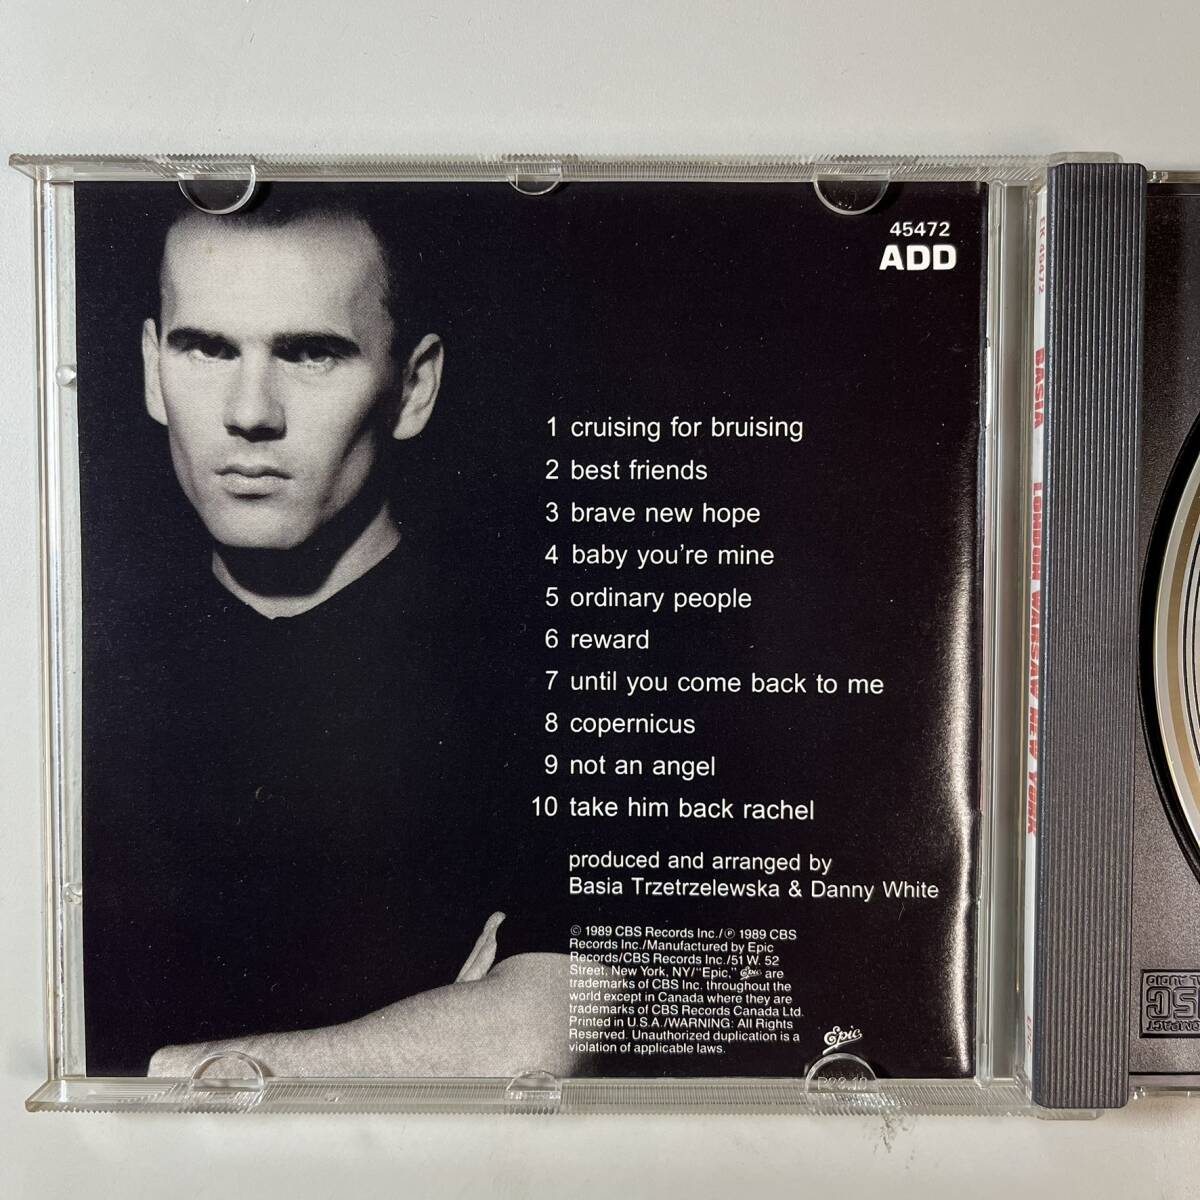 45472
ADD
1 cruising for bruising
2 best friends
3 brave new hope
4 baby you're mine
5 ordinary people
6 reward
7 until you come back to me
8 copernicus
9 not an angel
10 take him back rachel
produced and arranged by
Basia Trzetrzelewska & Danny White
© 1989 CBS Records Inc./℗ 1989 CBS
Records Inc./Manufactured by Epic
Records/CBS Records Inc./51 W. 52
Street, New York, NY/"Epic," Epic are
trademarks of CBS Inc. throughout the
world except in Canada where they are
trademarks of CBS Records Canada Ltd.
Printed in U.S.A./WARNING: All Rights
Reserved. Unauthorized duplication is a
violation of applicable laws.
Epic
EK 45472 BASIA LONDON WARSAW NEW YORK
COMPACT